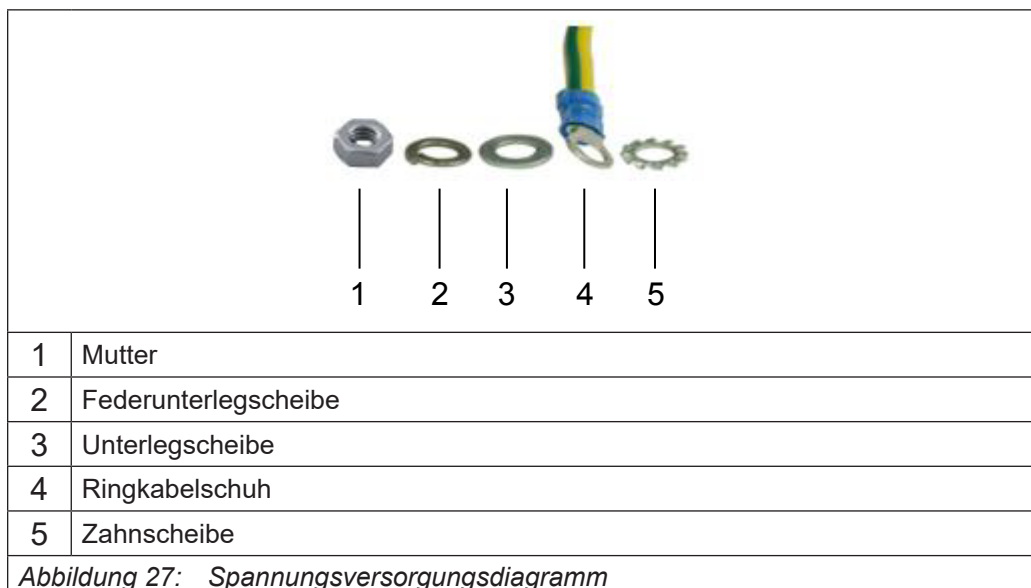 1 2 3 4 5
1 Mutter
2 Federunterlegscheibe
3 Unterlegscheibe
4 Ringkabelschuh
5 Zahnscheibe
Abbildung 27: Spannungsversorgungsdiagramm